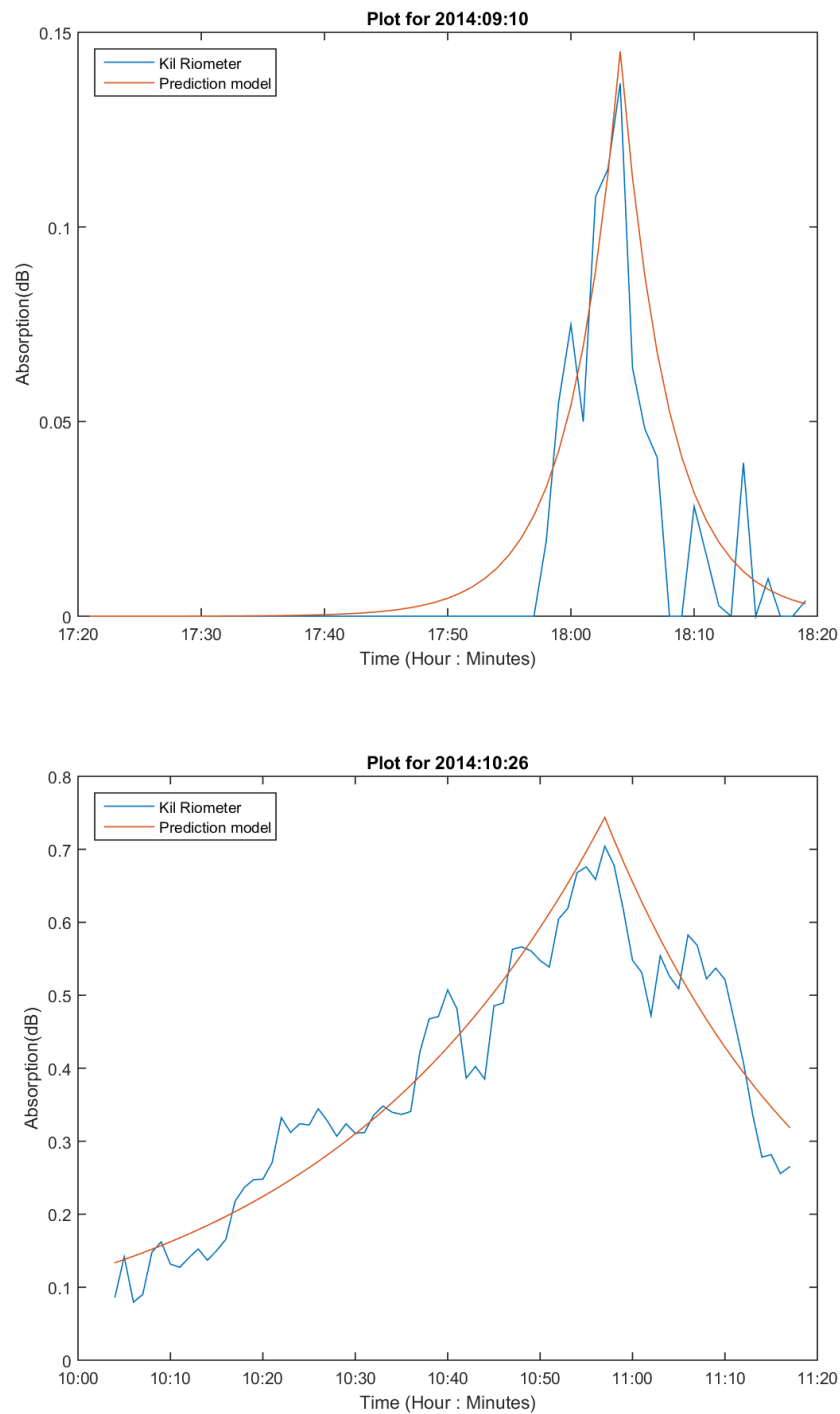 Plot for 2014:09:10
0.15
Kil Riometer
Prediction model
0.1
Absorption(dB)
0.05
0
17:20 17:30 17:40 17:50 18:00 18:10 18:20
Time (Hour : Minutes)
Plot for 2014:10:26
0.8
Kil Riometer
Prediction model
0.7
0.6
0.5
Absorption(dB)
0.4
0.3
0.2
0.1
0
10:00 10:10 10:20 10:30 10:40 10:50 11:00 11:10 11:20
Time (Hour : Minutes)